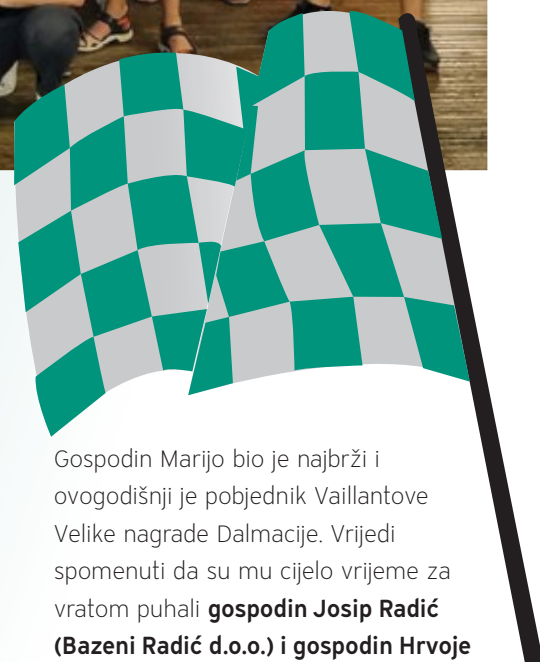 Gospodin Marijo bio je najbrži i
ovogodišnji je pobjednik Vaillantove
Velike nagrade Dalmacije. Vrijedi
spomenuti da su mu cijelo vrijeme za
vratom puhali gospodin Josip Radić
(Bazeni Radić d.o.o.) i gospodin Hrvoje